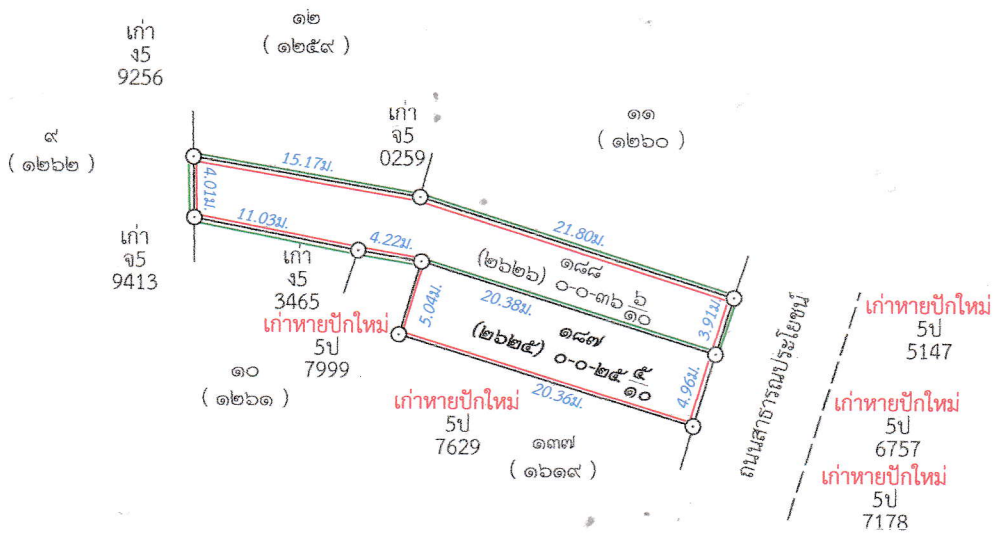 ๑๒
( ๑๒๕๙ )
เก่า
ง5
9256
๙
( ๑๒๖๒ )
เก่า
จ5
0259
๑๑
( ๑๒๖๐ )
15.17ม.
4.01ม.
11.03ม.
4.22ม.
21.80ม.
เก่า
จ5
9413
เก่า
ง5
3465
๑๘๘
(๒๖๒๖) ๐-๐-๓๖ ๖/๑๐
20.38ม.
3.91ม.
5.04ม.
๑๘๗
(๒๖๒๕) ๐-๐-๒๕ ๕/๑๐
20.36ม.
4.96ม.
เก่าหายปักใหม่
5ป
7999
๑๐
( ๑๒๖๑ )
เก่าหายปักใหม่
5ป
7629
๑๓๗
( ๑๖๑๙ )
ถนนสาธารณประโยชน์
เก่าหายปักใหม่
5ป
5147
เก่าหายปักใหม่
5ป
6757
เก่าหายปักใหม่
5ป
7178